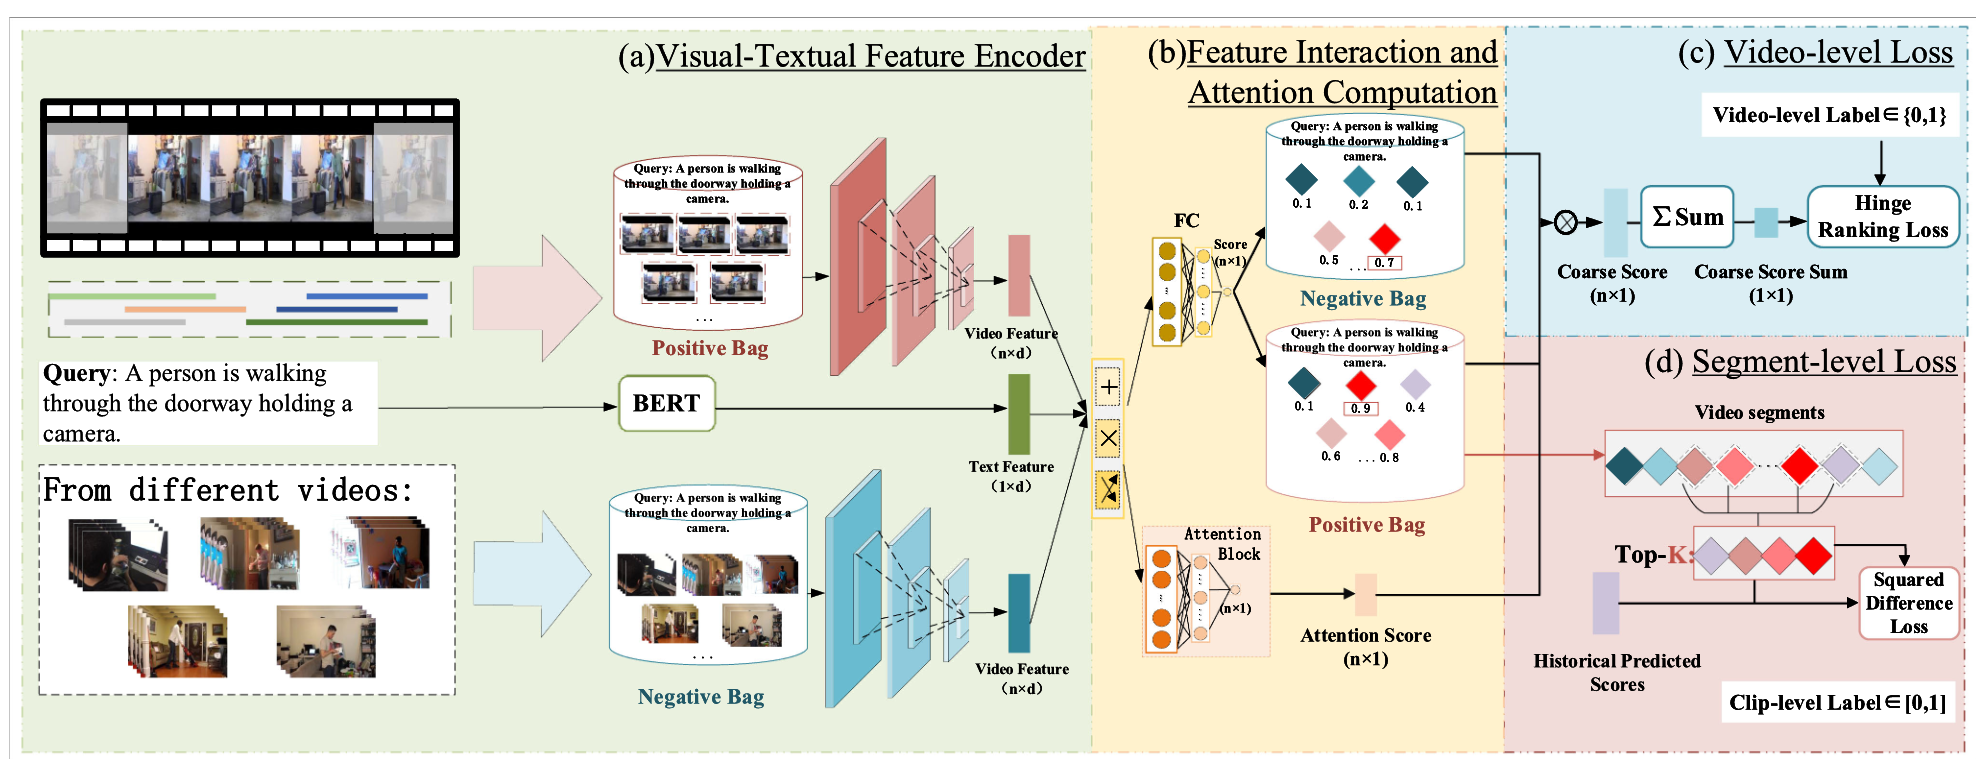 (a)Visual-Textual Feature Encoder
Query: A person is walking
through the doorway holding a
camera.
From different videos:
Query: A person is walking
through the doorway holding a
camera.
...
Positive Bag
BERT
Query: A person is walking
through the doorway holding a
camera.
...
Negative Bag
Video Feature
(n×d)
Text Feature
(1×d)
Video Feature
(n×d)
(b)Feature Interaction and
Attention Computation
+
×
FC
Score
(n×1)
Query: A person is walking
through the doorway holding a
camera.
0.1 0.2 0.1
0.5 ... 0.7
Negative Bag
Query: A person is walking
through the doorway holding a
camera.
0.1 0.9 0.4
0.6 ... 0.8
Positive Bag
Attention
Block
(n×1)
Attention Score
(n×1)
(c) Video-level Loss
Video-level Label∈{0,1}
ΣSum
Hinge
Ranking Loss
Coarse Score
(n×1)
Coarse Score Sum
(1×1)
(d) Segment-level Loss
Video segments
...
Top-K:
Squared
Difference
Loss
Historical Predicted
Scores
Clip-level Label∈[0,1]